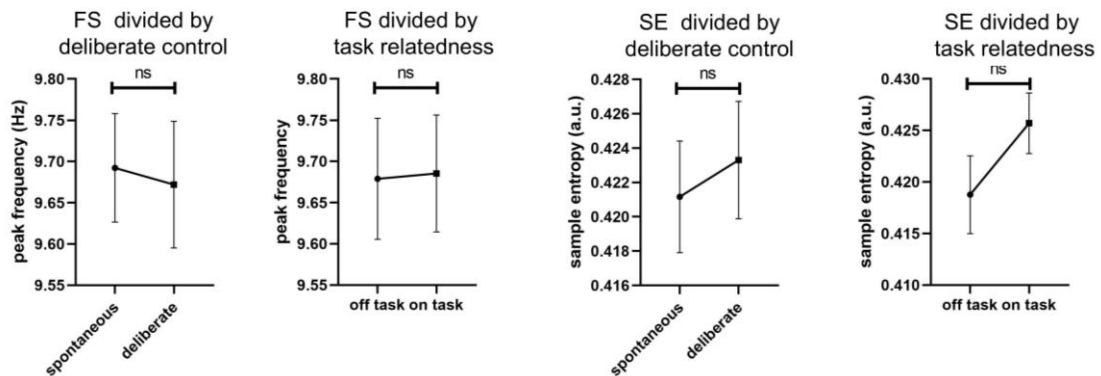 FS divided by
deliberate control
ns
peak frequency (Hz)
9.80
9.75
9.70
9.65
9.60
9.55
spontaneous
deliberate
FS divided by
task relatedness
ns
peak frequency
9.80
9.75
9.70
9.65
9.60
9.55
off task on task
SE divided by
deliberate control
ns
sample entropy (a.u.)
0.428
0.426
0.424
0.422
0.420
0.418
0.416
spontaneous
deliberate
SE divided by
task relatedness
ns
sample entropy (a.u.)
0.430
0.425
0.420
0.415
0.410
off task on task